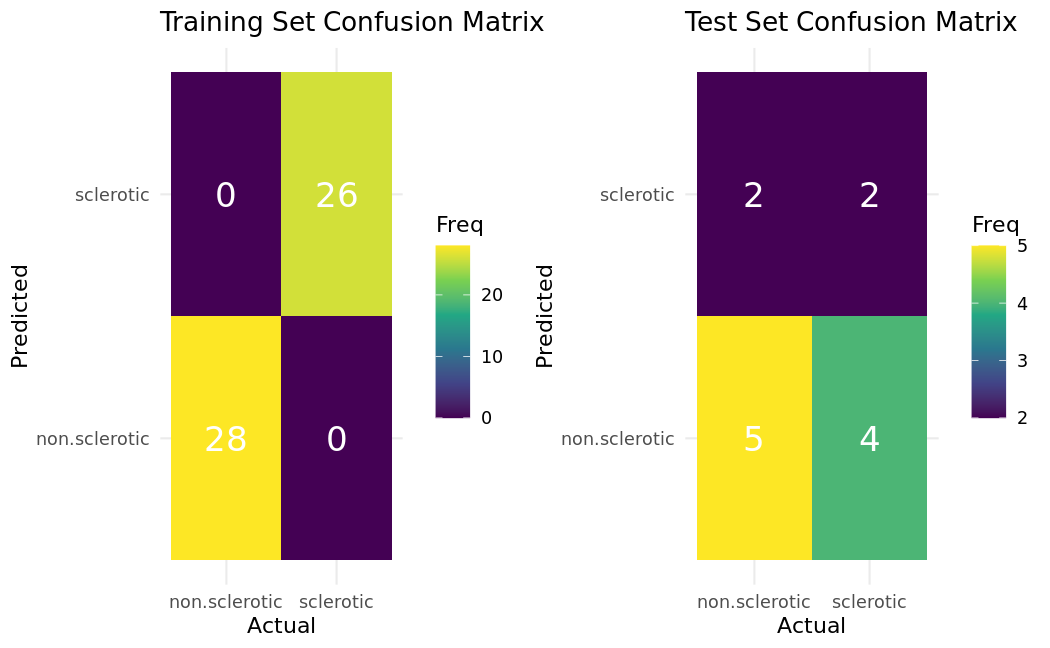 Training Set Confusion Matrix
Predicted
sclerotic
non.sclerotic
0
26
28
0
non.sclerotic
sclerotic
Actual
Freq
20
10
0
Test Set Confusion Matrix
Predicted
sclerotic
non.sclerotic
2
2
5
4
non.sclerotic
sclerotic
Actual
Freq
5
4
3
2